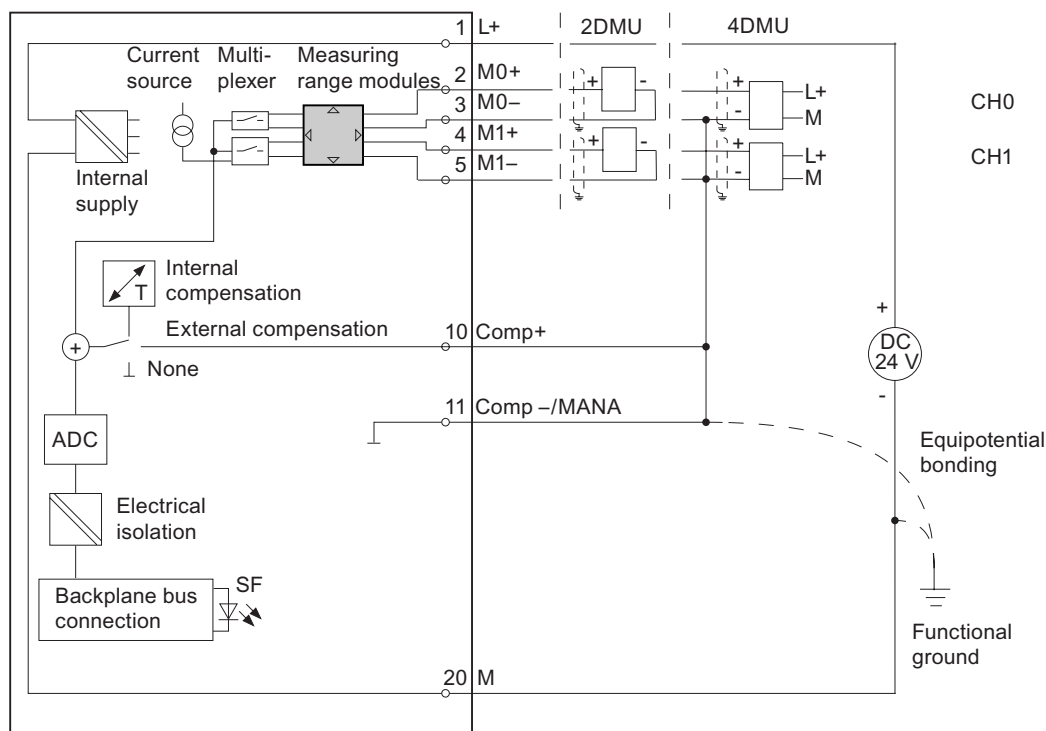 1 L+
2DMU
4DMU
Current
source
Multi-
plexer
Measuring
range modules
2 M0+
3 M0–
4 M1+
5 M1–
+ -
+ -
+
-
L+
M
+
-
L+
M
CH0
CH1
Internal
supply
Internal
compensation
T
External compensation
10 Comp+
+
None
+
DC
24 V
-
11 Comp –/MANA
ADC
Equipotential
bonding
Electrical
isolation
Backplane bus
connection
SF
Functional
ground
20 M